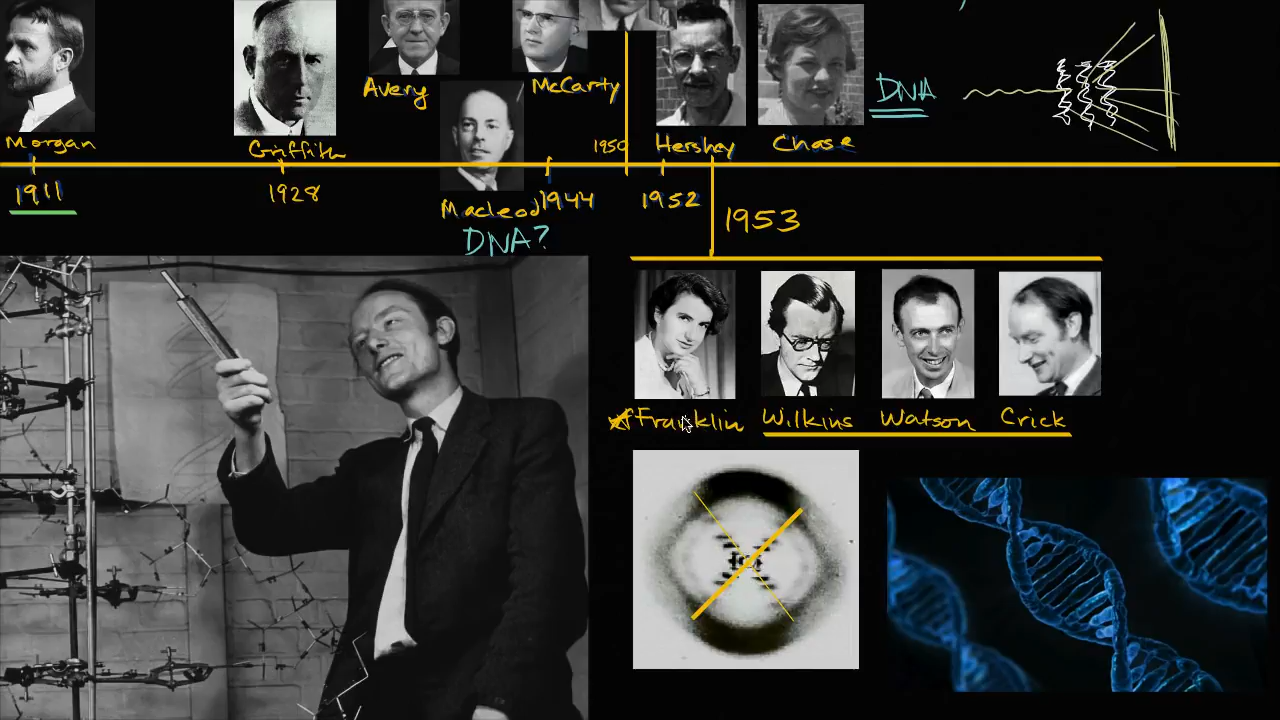 Avery
McCarty
DNA
Morgan
Griffith
1950
Hershey
Chase
1911
1928
Macleod
1944
1952
1953
DNA?
Franklin
Wilkins
Watson
Crick